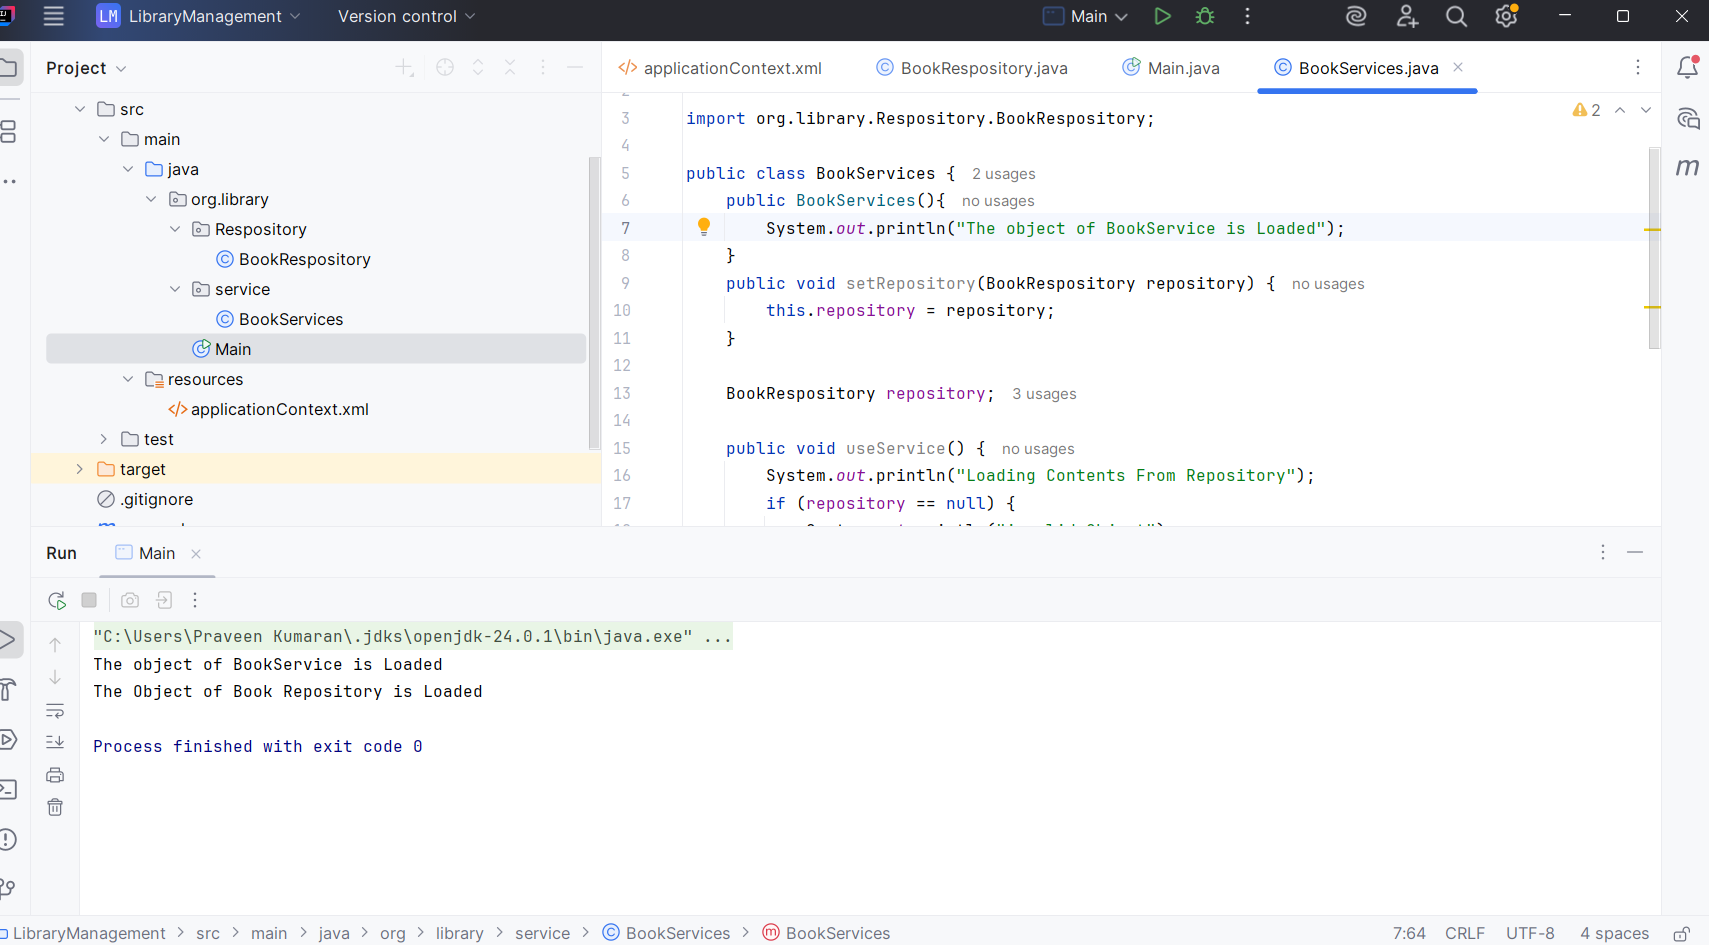 LM LibraryManagement Version control Main
Project
applicationContext.xml BookRespository.java Main.java BookServices.java
src
main
java
org.library
Respository
BookRespository
service
BookServices
Main
resources
applicationContext.xml
test
target
.gitignore
2
3 import org.library.Respository.BookRespository;
4
5 public class BookServices { 2 usages
6 public BookServices(){ no usages
7 System.out.println("The object of BookService is Loaded");
8 }
9 public void setRepository(BookRespository repository) { no usages
10 this.repository = repository;
11 }
12
13 BookRespository repository; 3 usages
14
15 public void useService() { no usages
16 System.out.println("Loading Contents From Repository");
17 if (repository == null) {
Run Main
"C:\Users\Praveen Kumaran\.jdks\openjdk-24.0.1\bin\java.exe" ...
The object of BookService is Loaded
The Object of Book Repository is Loaded
Process finished with exit code 0
LibraryManagement > src > main > java > org > library > service > BookServices > BookServices 7:64 CRLF UTF-8 4 spaces